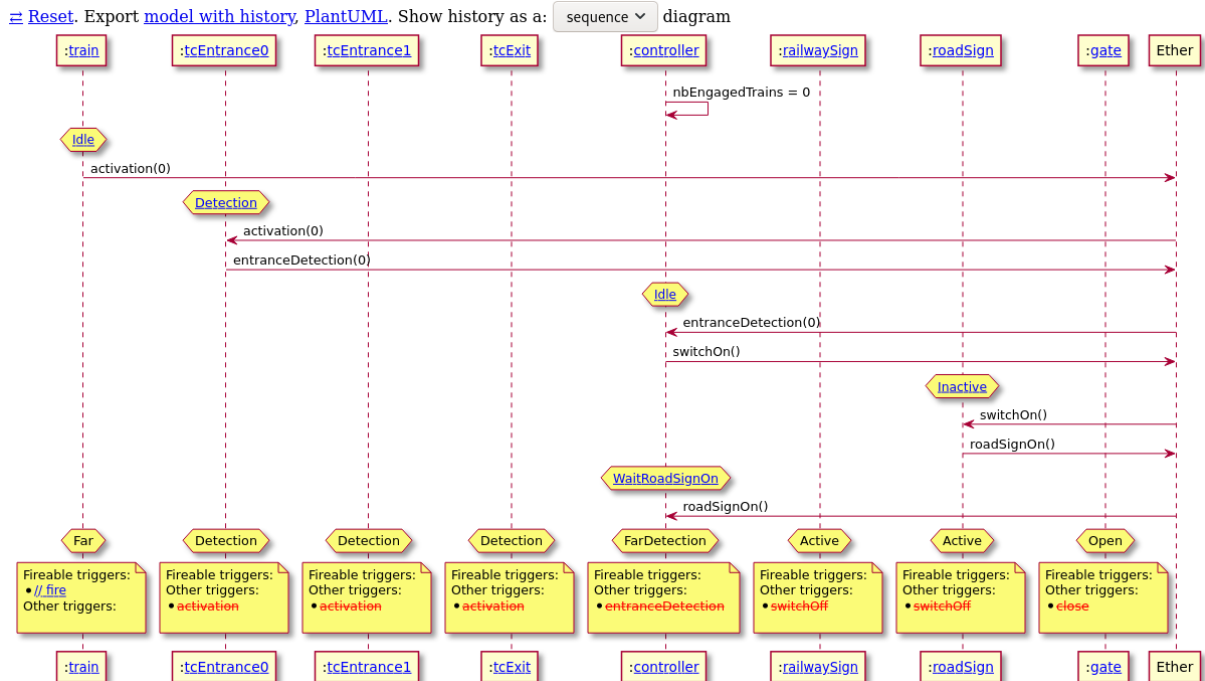 ⇄ Reset. Export model with history, PlantUML. Show history as a: sequence diagram
:train :tcEntrance0 :tcEntrance1 :tcExit :controller :railwaySign :roadSign :gate Ether
nbEngagedTrains = 0
Idle
activation(0)
Detection
activation(0)
entranceDetection(0)
Idle
entranceDetection(0)
switchOn()
Inactive
switchOn()
roadSignOn()
WaitRoadSignOn
roadSignOn()
Far Detection Detection Detection FarDetection Active Active Open
Fireable triggers: Fireable triggers: Fireable triggers: Fireable triggers: Fireable triggers: Fireable triggers: Fireable triggers: Fireable triggers:
• // fire Other triggers: Other triggers: Other triggers: Other triggers: Other triggers: Other triggers: Other triggers:
Other triggers: • activation • activation • activation • entranceDetection • switchOff • switchOff • close
:train :tcEntrance0 :tcEntrance1 :tcExit :controller :railwaySign :roadSign :gate Ether